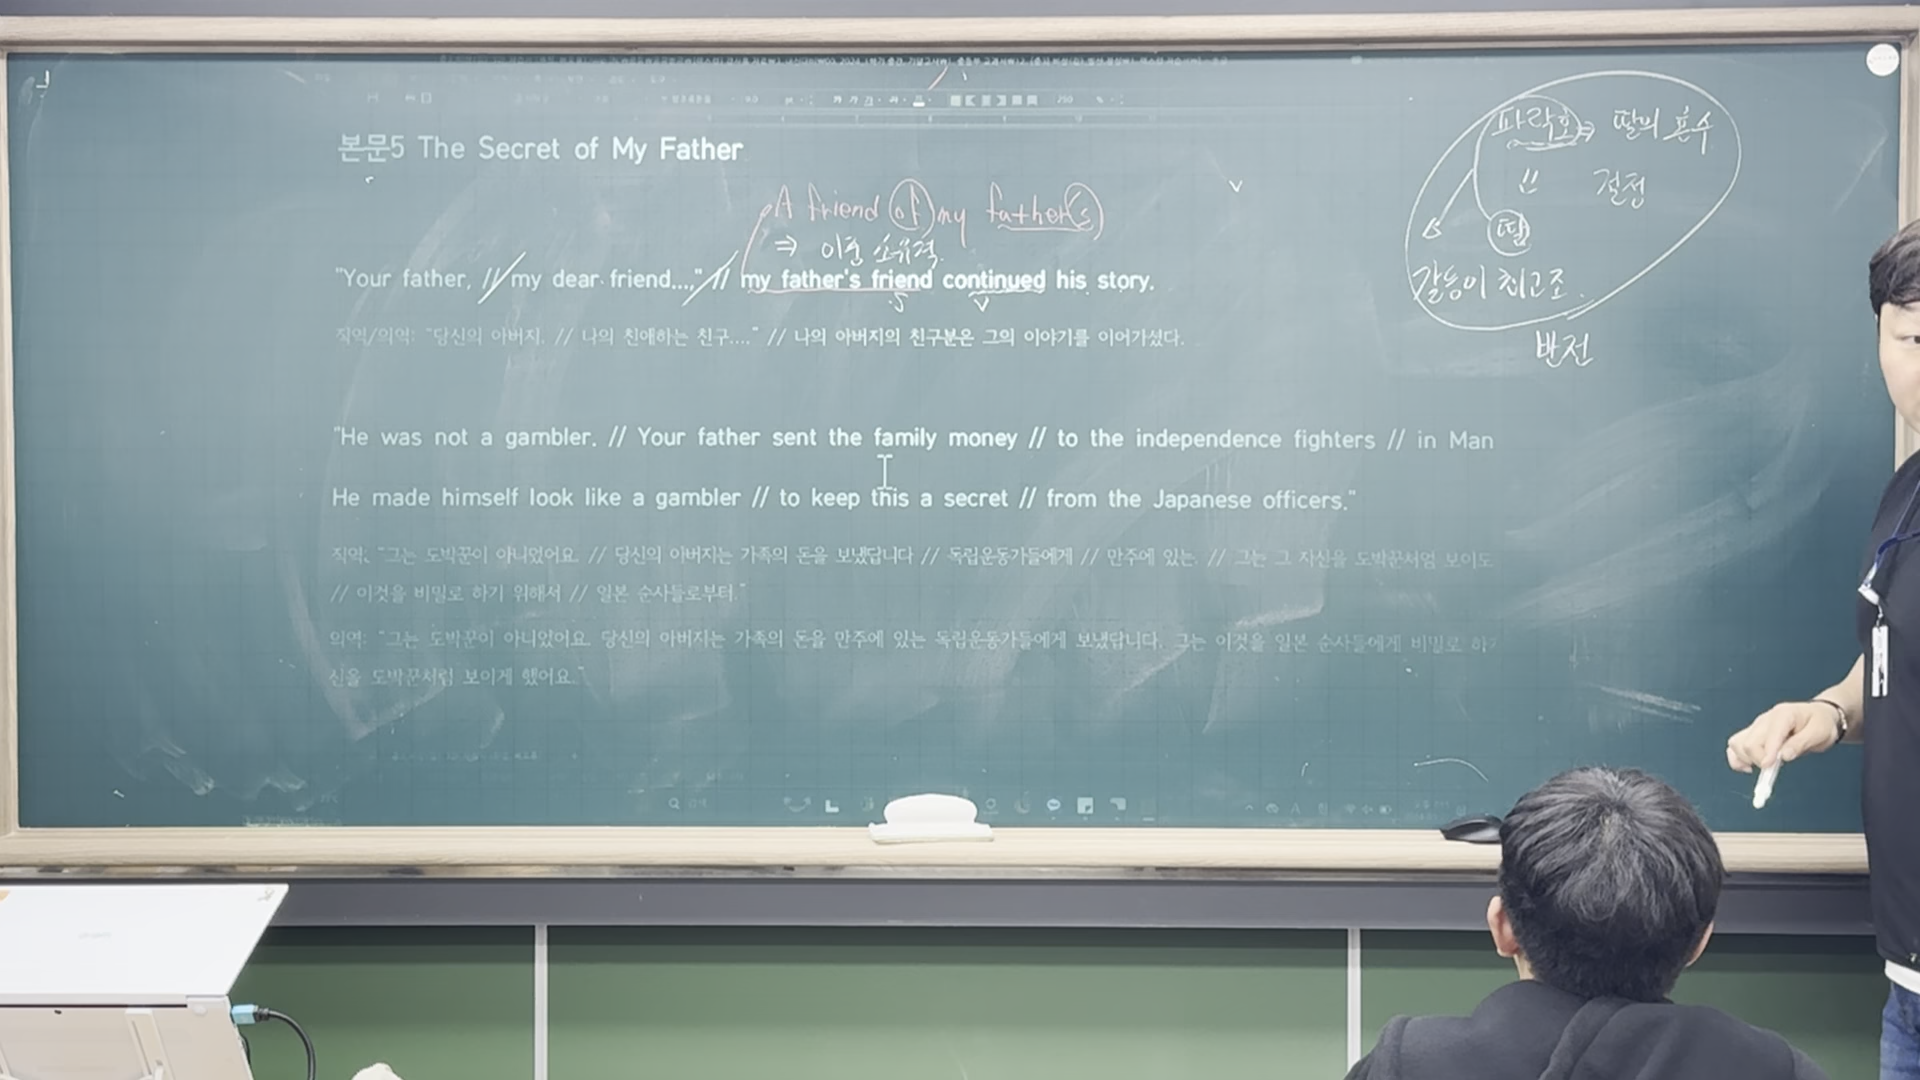 본문5 The Secret of My Father
A friend of my father's
⇒ 이중 소유격.
"Your father, // my dear friend...," // my father's friend continued his story.
S V
직역/의역: "당신의 아버지, // 나의 친애하는 친구...." // 나의 아버지의 친구분은 그의 이야기를 이어가셨다.
"He was not a gambler. // Your father sent the family money // to the independence fighters // in Man
He made himself look like a gambler // to keep this a secret // from the Japanese officers."
직역: "그는 도박꾼이 아니었어요. // 당신의 아버지는 가족의 돈을 보냈답니다 // 독립운동가들에게 // 만주에 있는. // 그는 그 자신을 도박꾼처럼 보이도
// 이것을 비밀로 하기 위해서 // 일본 순사들로부터."
의역: "그는 도박꾼이 아니었어요. 당신의 아버지는 가족의 돈을 만주에 있는 독립운동가들에게 보냈답니다. 그는 이것을 일본 순사들에게 비밀로 하기
신을 도박꾼처럼 보이게 했어요."
파락호 ⇒ 딸의 혼수
걱정
딸
갈등이 최고조.
반전